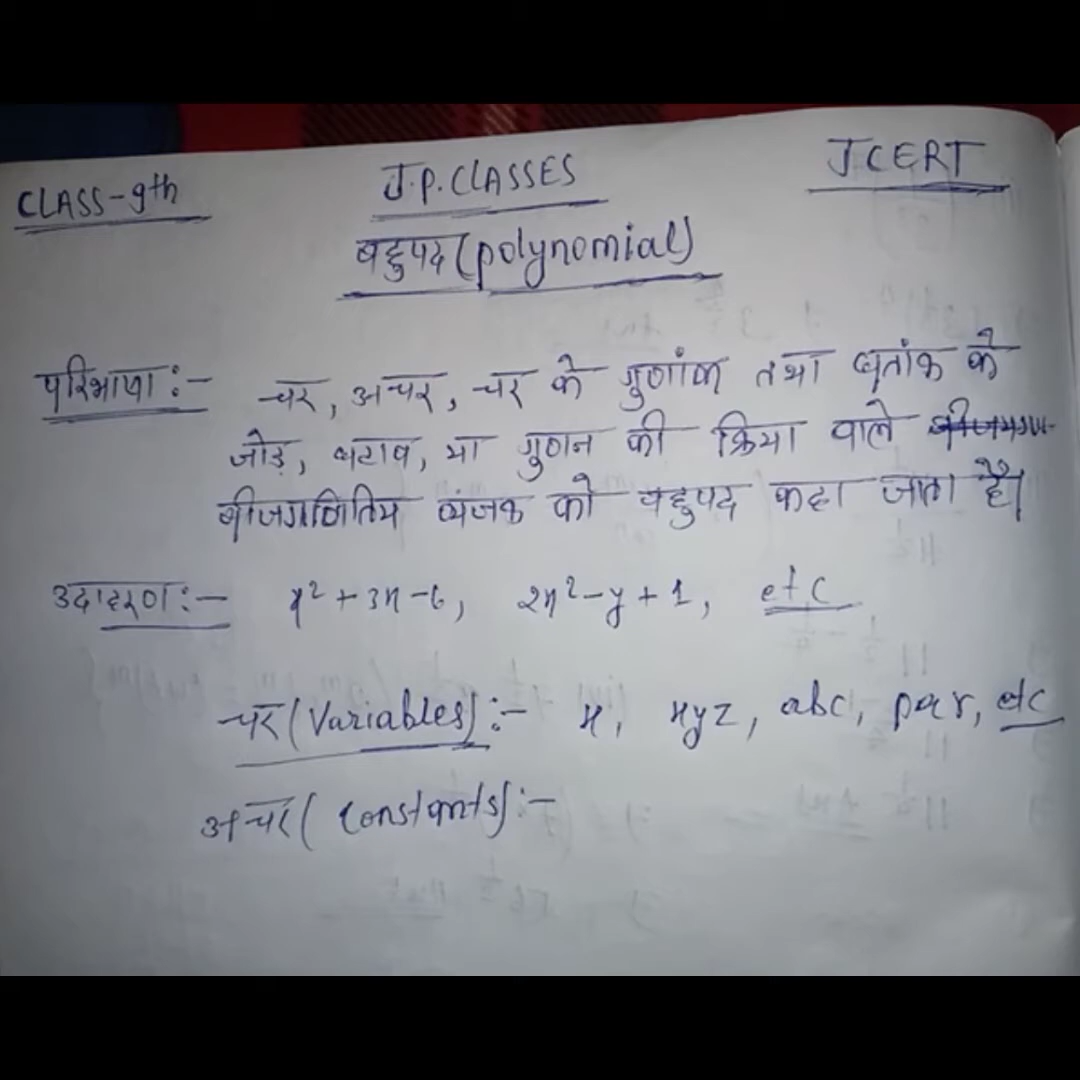 CLASS-9th J.P.CLASSES JCERT
बहुपद (polynomial)
परिभाषा :- चर, अचर, चर के गुणांक तथा घतांक के
जोड़, घटाव, या गुणन की क्रिया वाले
बीजगणितिय व्यंजक को बहुपद कहा जाता है।
उदाहरण :- x² + 3x - 6, 2x² - y + 1, etc
चर (Variables) :- x, xyz, abc, pqr, etc
अचर (Constants) :-